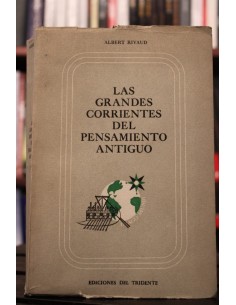 ALBERT RIVAUD
LAS
GRANDES
CORRIENTES
DEL
PENSAMIENTO
ANTIGUO
EDICIONES DEL TRIDENTE